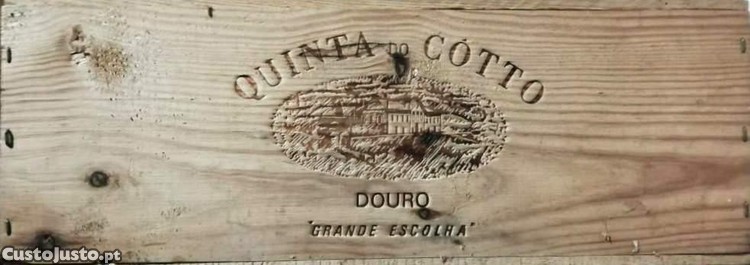 QUINTA DO CÔTTO
DOURO
"GRANDE ESCOLHA"
CustoJusto.pt